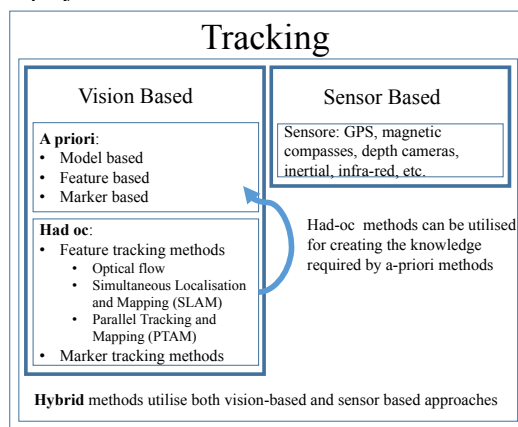 Tracking
Vision Based
A priori:
• Model based
• Feature based
• Marker based
Had oc:
• Feature tracking methods
• Optical flow
• Simultaneous Localisation
and Mapping (SLAM)
• Parallel Tracking and
Mapping (PTAM)
• Marker tracking methods
Sensor Based
Sensore: GPS, magnetic
compasses, depth cameras,
inertial, infra-red, etc.
Had-oc methods can be utilised
for creating the knowledge
required by a-priori methods
Hybrid methods utilise both vision-based and sensor based approaches